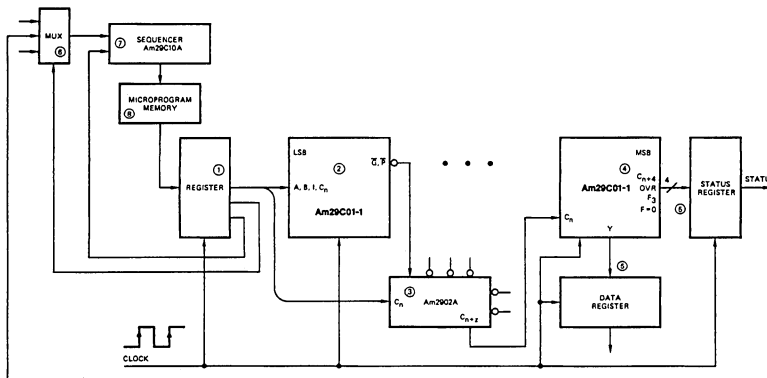 MUX
⑥
⑦
SEQUENCER
Am29C10A
MICROPROGRAM
MEMORY
⑧
①
REGISTER
LSB
②
G̅, P̅
A, B, I, Cn
Am29C01-1
MSB
④
Cn+4
OVR
F3
F=0
Am29C01-1
Cn
Y
4
⑤
STATUS
REGISTER
STATU
③
Cn
Am2902A
Cn+z
⑤
DATA
REGISTER
CLOCK